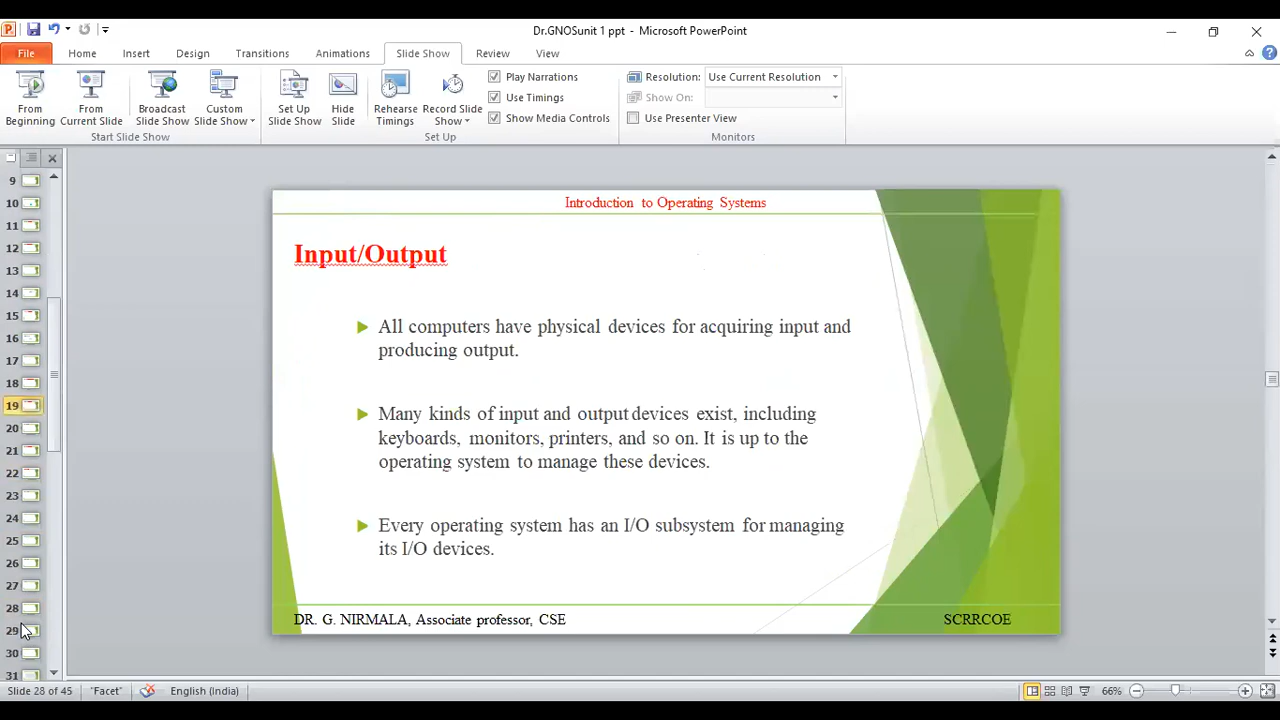 Dr.GNOSunit 1 ppt - Microsoft PowerPoint
File Home Insert Design Transitions Animations Slide Show Review View
From Beginning
From Current Slide
Broadcast Slide Show
Custom Slide Show
Set Up Slide Show
Hide Slide
Rehearse Timings
Record Slide Show
Play Narrations
Use Timings
Show Media Controls
Resolution: Use Current Resolution
Show On:
Use Presenter View
Start Slide Show
Set Up
Monitors
9
10
11
12
13
14
15
16
17
18
19
20
21
22
23
24
25
26
27
28
29
30
31
Introduction to Operating Systems
Input/Output
All computers have physical devices for acquiring input and
producing output.
Many kinds of input and output devices exist, including
keyboards, monitors, printers, and so on. It is up to the
operating system to manage these devices.
Every operating system has an I/O subsystem for managing
its I/O devices.
DR. G. NIRMALA, Associate professor, CSE
SCRRCOE
Slide 28 of 45 "Facet" English (India) 66%